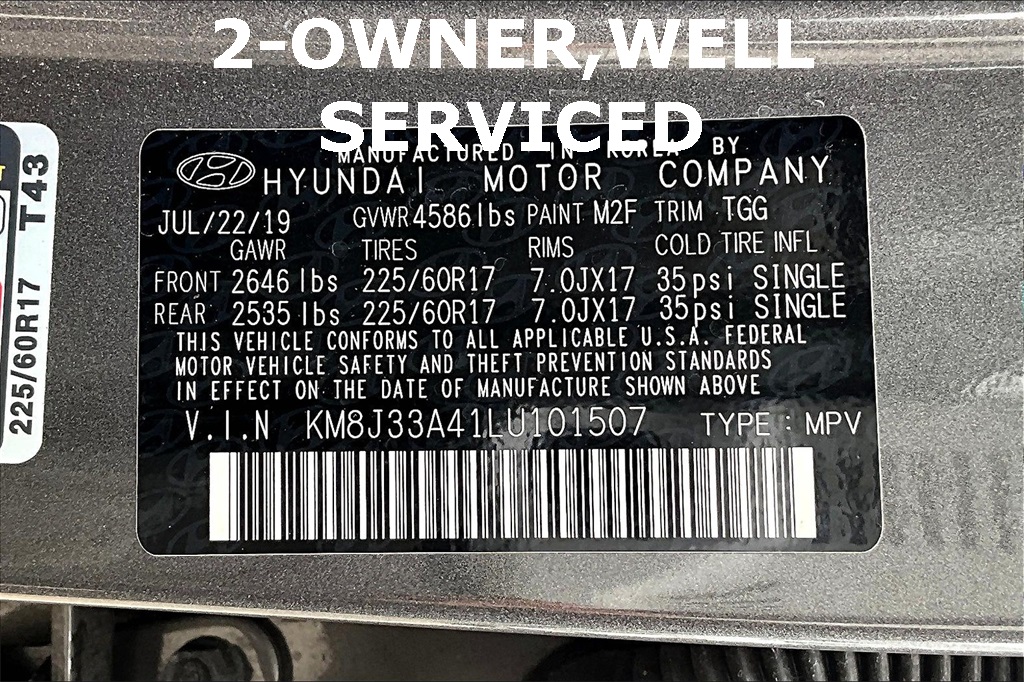 2-OWNER,WELL
SERVICED
MANUFACTURED IN KOREA BY
HYUNDAI MOTOR COMPANY
JUL/22/19 GVWR 4586 lbs PAINT M2F TRIM TGG
GAWR TIRES RIMS COLD TIRE INFL
FRONT 2646 lbs 225/60R17 7.0JX17 35psi SINGLE
REAR 2535 lbs 225/60R17 7.0JX17 35psi SINGLE
THIS VEHICLE CONFORMS TO ALL APPLICABLE U.S.A. FEDERAL
MOTOR VEHICLE SAFETY AND THEFT PREVENTION STANDARDS
IN EFFECT ON THE DATE OF MANUFACTURE SHOWN ABOVE
V.I.N KM8J33A41LU101507 TYPE : MPV
225/60R17 T43